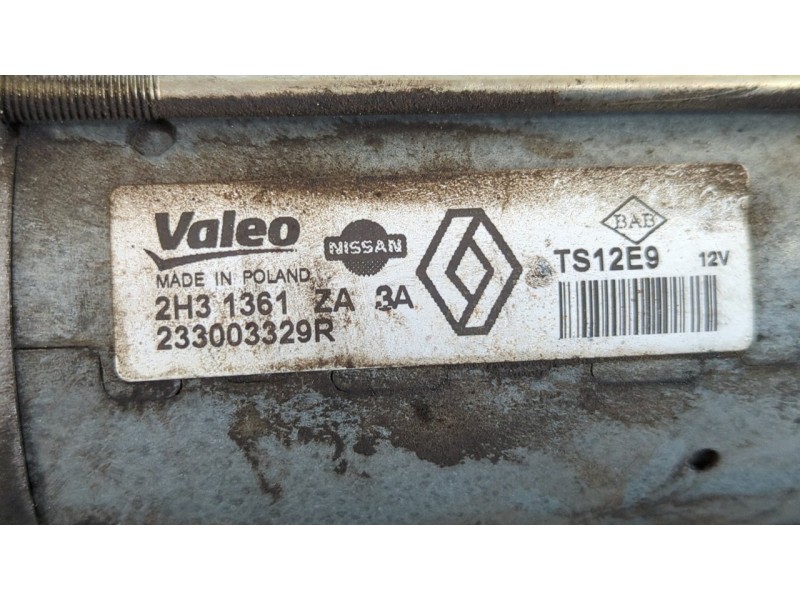 Valeo
NISSAN
MADE IN POLAND
2H3 1361 ZA 3A
233003329R
BAB
TS12E9 12V